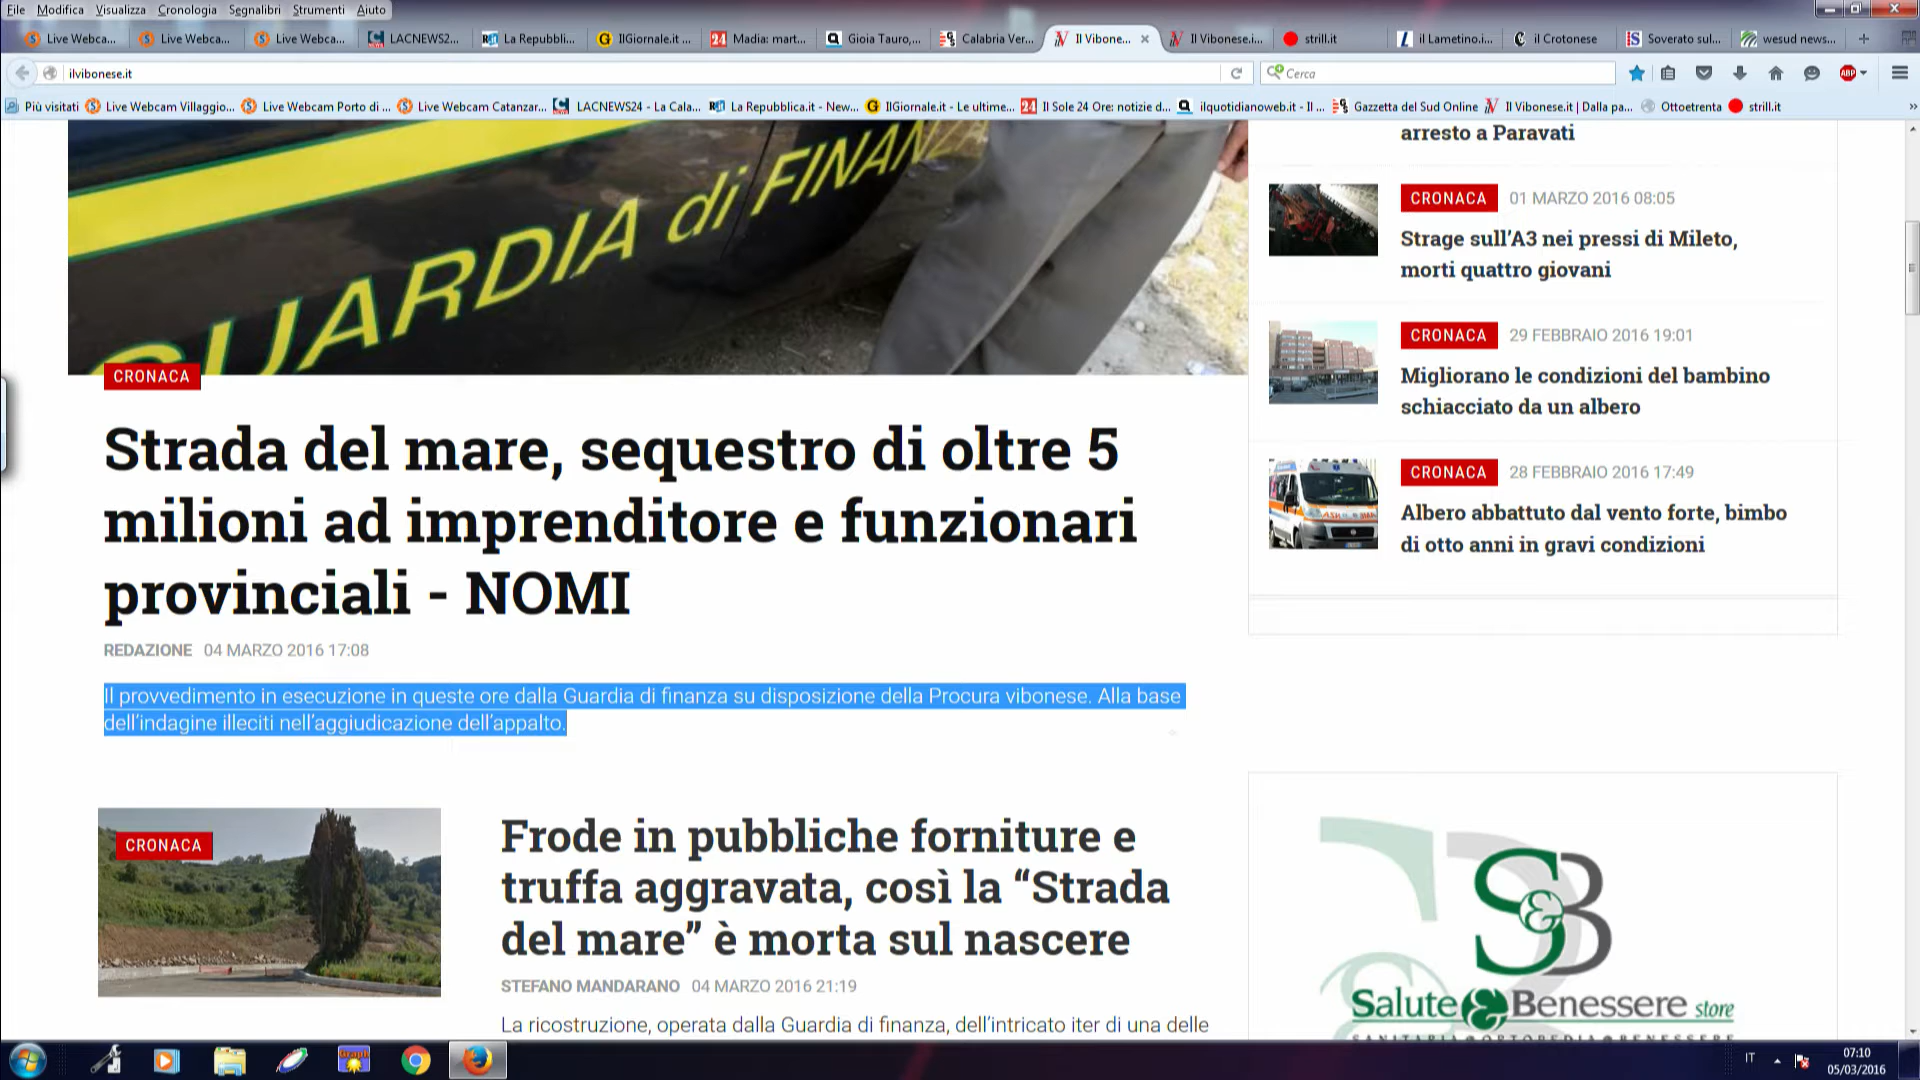 File Modifica Visualizza Cronologia Segnalibri Strumenti Aiuto
Live Webca... Live Webca... Live Webca... LACNEWS2... La Repubbli... IlGiornale.it ... Madia: mart... Gioia Tauro,... Calabria Ver... Il Vibone... Il Vibonese.i... strill.it il Lametino.i... il Crotonese Soverato sul... wesud news...
ilvibonese.it
Cerca
ABP
Più visitati Live Webcam Villaggio... Live Webcam Porto di ... Live Webcam Catanzar... LACNEWS24 - La Cala... La Repubblica.it - New... IlGiornale.it - Le ultime... Il Sole 24 Ore: notizie d... ilquotidianoweb.it - Il ... Gazzetta del Sud Online Il Vibonese.it | Dalla pa... Ottoetrenta strill.it
GUARDIA di FINANZA
CRONACA
Strada del mare, sequestro di oltre 5
milioni ad imprenditore e funzionari
provinciali - NOMI
REDAZIONE 04 MARZO 2016 17:08
Il provvedimento in esecuzione in queste ore dalla Guardia di finanza su disposizione della Procura vibonese. Alla base
dell'indagine illeciti nell'aggiudicazione dell'appalto.
CRONACA
Frode in pubbliche forniture e
truffa aggravata, così la “Strada
del mare” è morta sul nascere
STEFANO MANDARANO 04 MARZO 2016 21:19
La ricostruzione, operata dalla Guardia di finanza, dell'intricato iter di una delle
arresto a Paravati
CRONACA 01 MARZO 2016 08:05
Strage sull'A3 nei pressi di Mileto,
morti quattro giovani
CRONACA 29 FEBBRAIO 2016 19:01
Migliorano le condizioni del bambino
schiacciato da un albero
CRONACA 28 FEBBRAIO 2016 17:49
Albero abbattuto dal vento forte, bimbo
di otto anni in gravi condizioni
S&B
Salute & Benessere store
SANITARIA • ORTOPEDIA • BENESSERE
IT
07:10
05/03/2016